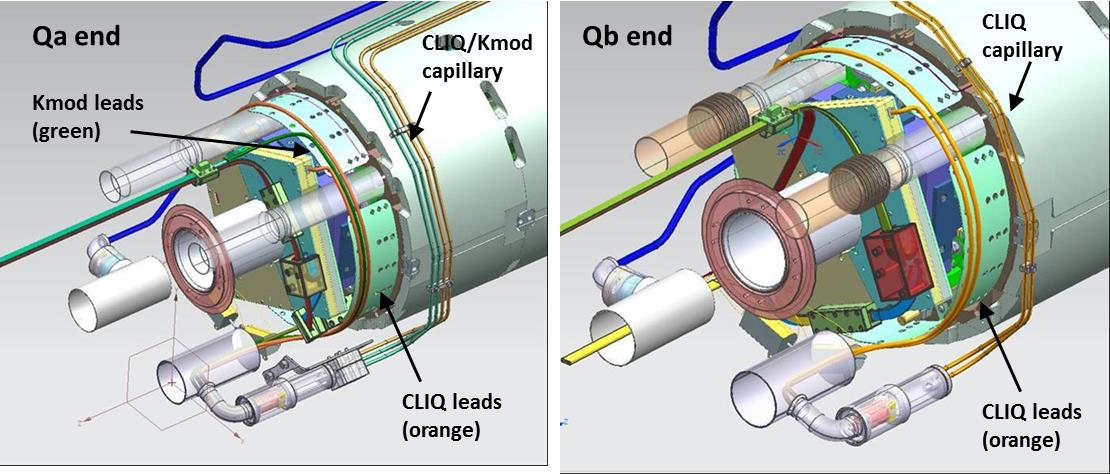 Qa end
CLIQ/Kmod
capillary
Kmod leads
(green)
CLIQ leads
(orange)
Qb end
CLIQ
capillary
CLIQ leads
(orange)